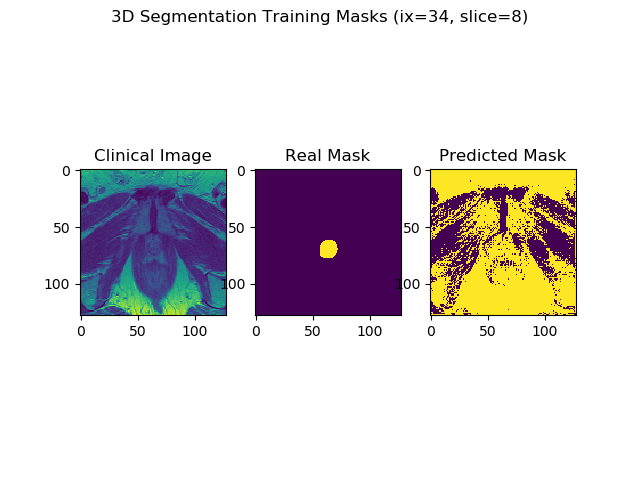 3D Segmentation Training Masks (ix=34, slice=8)
Clinical Image Real Mask Predicted Mask
0 0 0
50 50 50
100 100 100
0 50 100 0 50 100 0 50 100